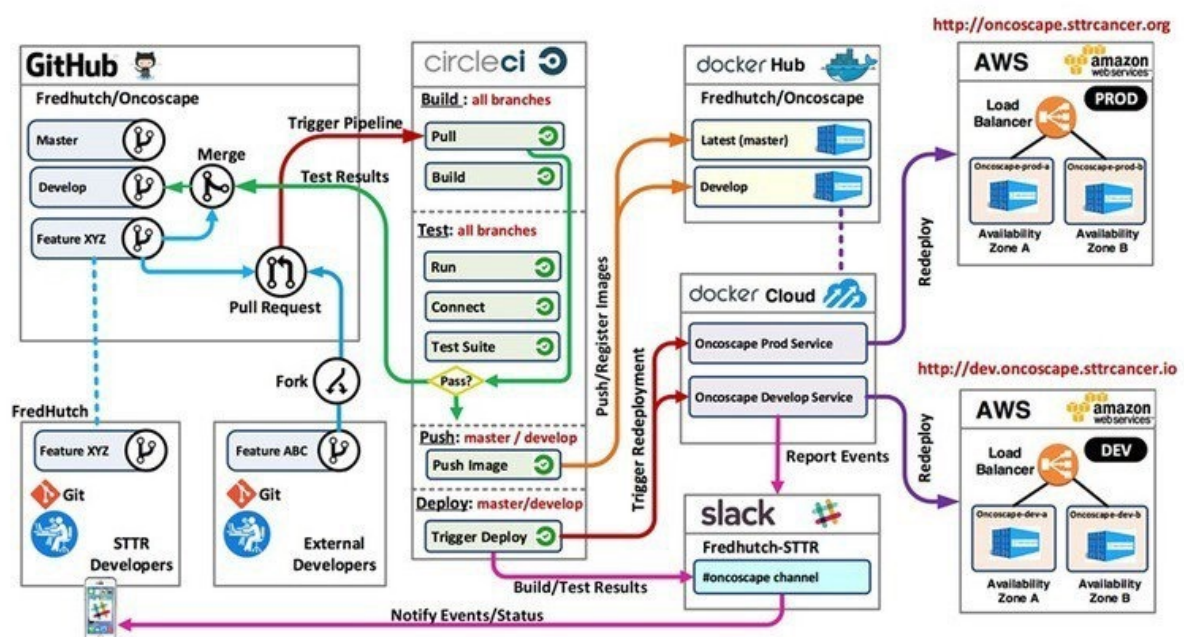 http://oncoscape.sttrcancer.org
GitHub
Fredhutch/Oncoscape
Master
Develop
Feature XYZ
Merge
Pull Request
Fork
Trigger Pipeline
Test Results
FredHutch
Feature XYZ
Git
STTR
Developers
Feature ABC
Git
External
Developers
circleci
Build : all branches
Pull
Build
Test: all branches
Run
Connect
Test Suite
Pass?
Push: master / develop
Push Image
Deploy: master/develop
Trigger Deploy
Push/Register Images
Trigger Redeployment
Build/Test Results
Notify Events/Status
docker Hub
Fredhutch/Oncoscape
Latest (master)
Develop
docker Cloud
Oncoscape Prod Service
Oncoscape Develop Service
Report Events
slack
Fredhutch-STTR
#oncoscape channel
Redeploy
Redeploy
AWS
amazon
webservices
Load
Balancer
PROD
Oncoscape-prod-a
Oncoscape-prod-b
Availability
Zone A
Availability
Zone B
http://dev.oncoscape.sttrcancer.io
AWS
amazon
webservices
Load
Balancer
DEV
Oncoscape-dev-a
Oncoscape-dev-b
Availability
Zone A
Availability
Zone B